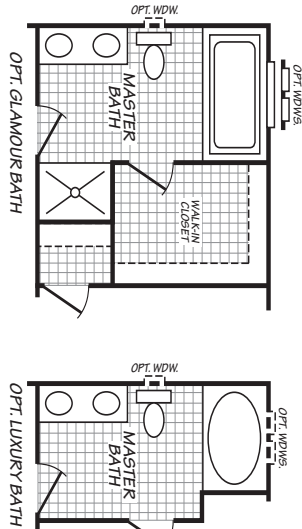 OPT. WDW.
OPT. WDWS.
MASTER
BATH
WALK-IN
CLOSET
OPT. GLAMOUR BATH
OPT. WDW.
OPT. WDWS.
MASTER
BATH
OPT. LUXURY BATH